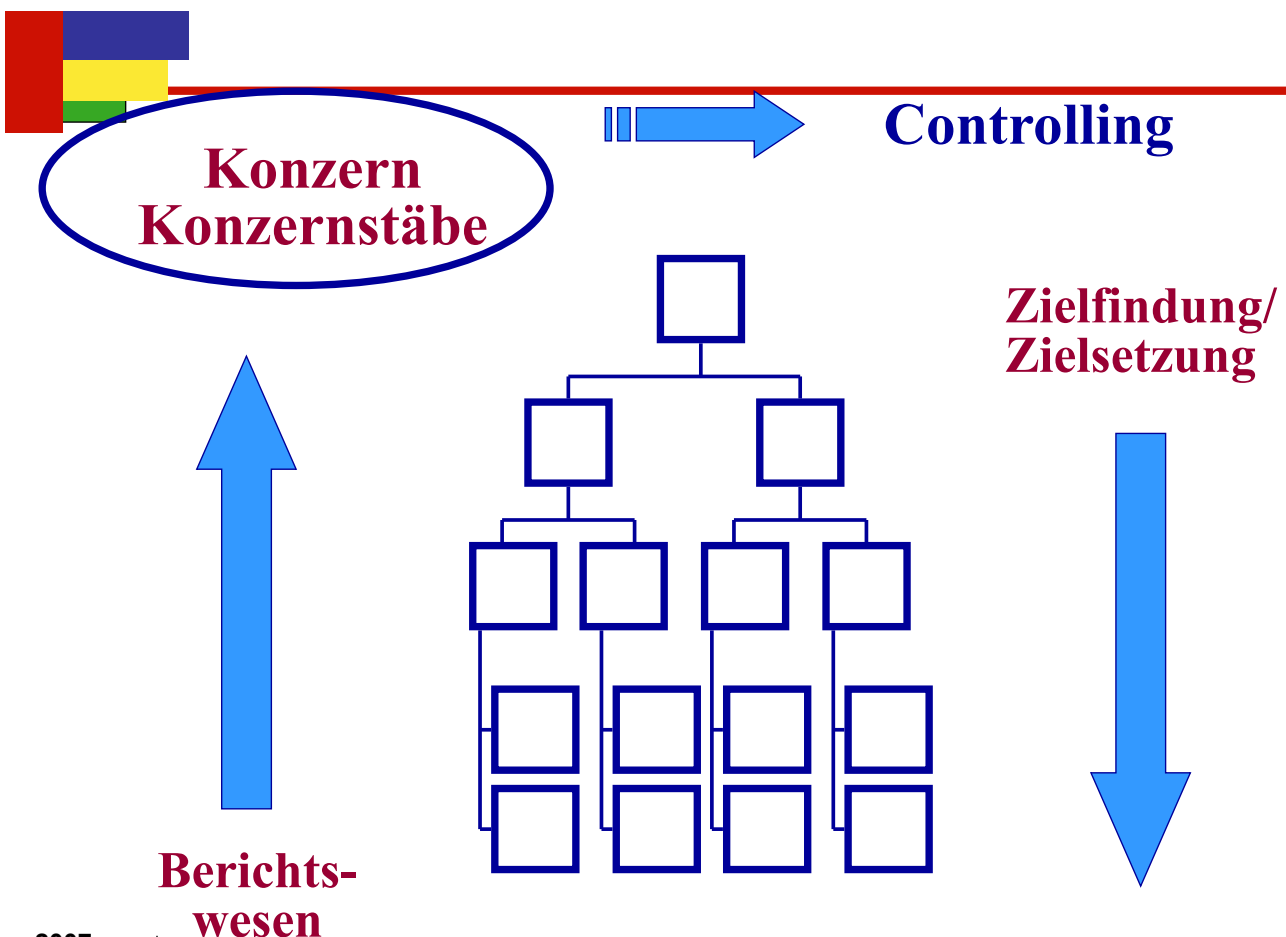 Controlling
Konzern
Konzernstäbe
Zielfindung/
Zielsetzung
Berichts-
wesen